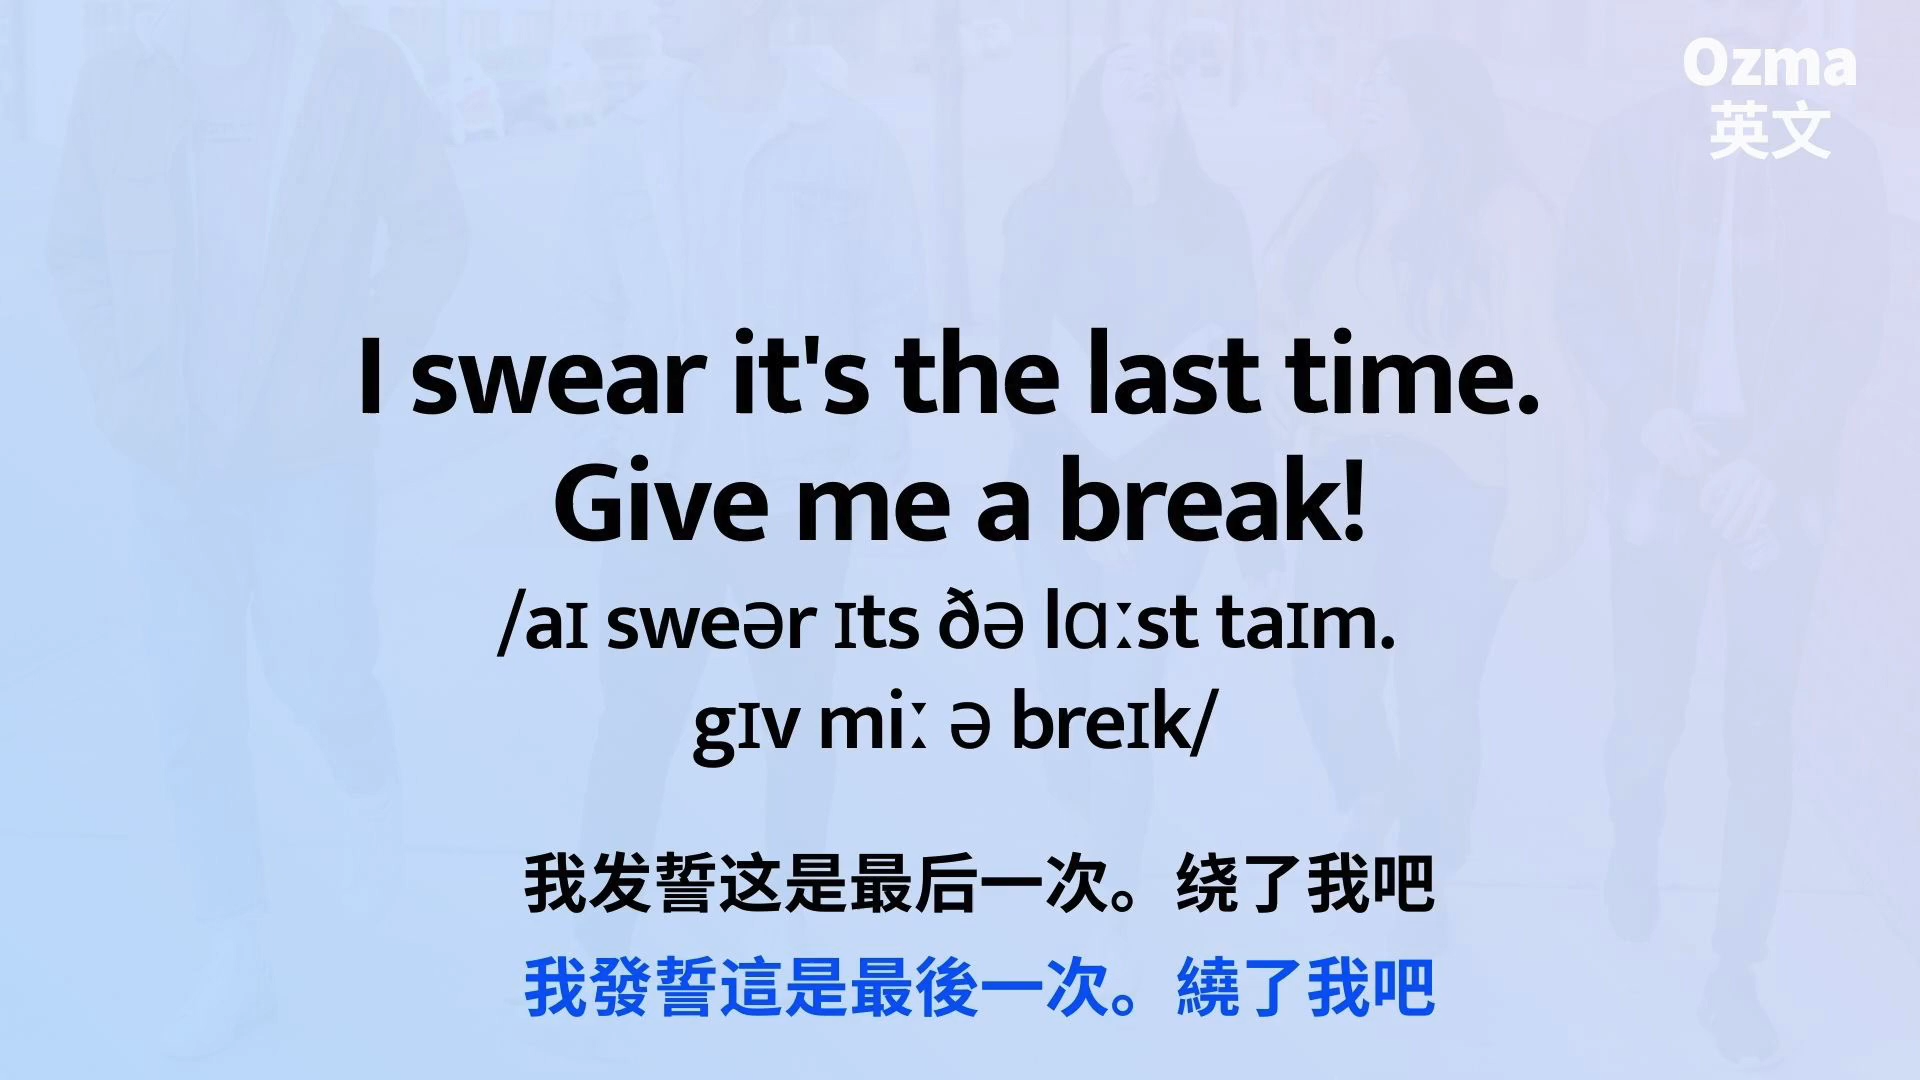 Ozma
英文
I swear it's the last time.
Give me a break!
/aɪ sweər ɪts ðə lɑːst taɪm.
gɪv miː ə breɪk/
我发誓这是最后一次。绕了我吧
我發誓這是最後一次。繞了我吧